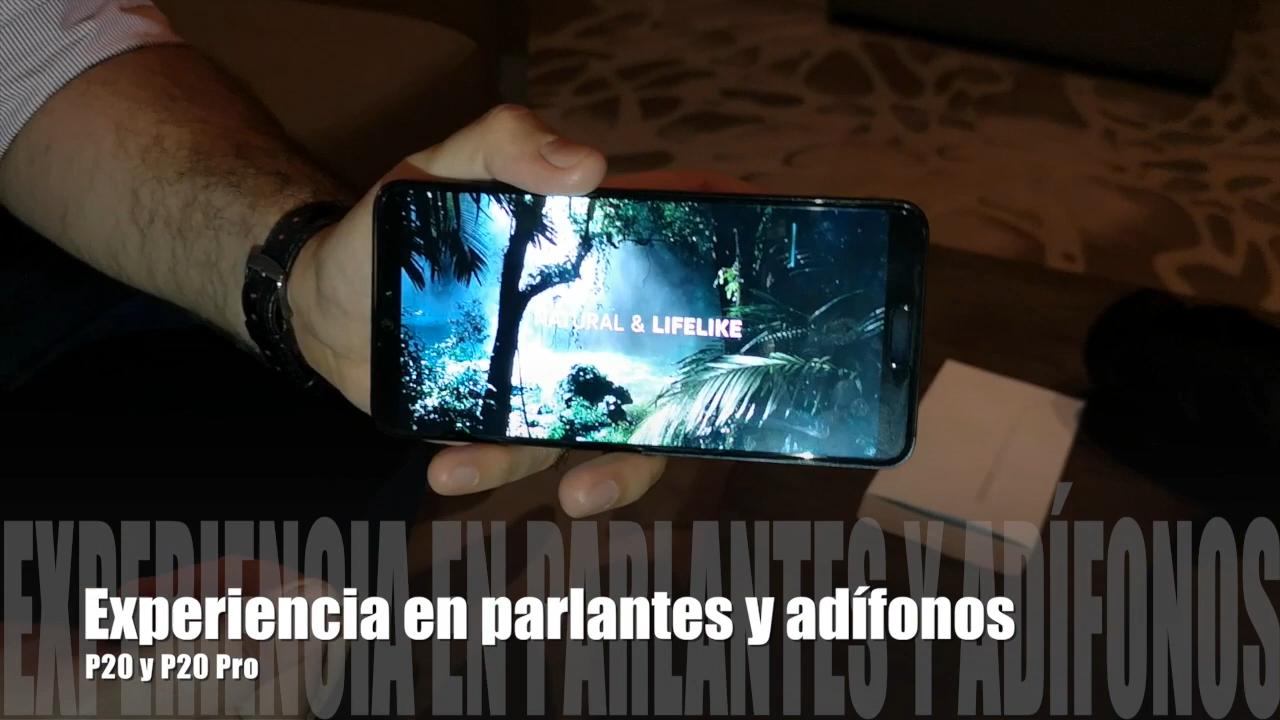 NATURAL & LIFELIKE
EXPERIENCIA EN PARLANTES Y ADÍFONOS
Experiencia en parlantes y adífonos
P20 y P20 Pro